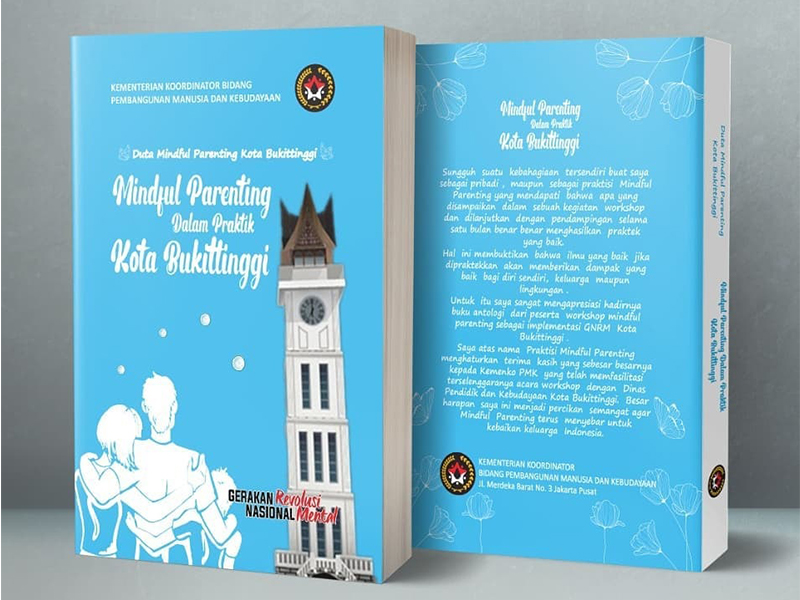 KEMENTERIAN KOORDINATOR BIDANG
PEMBANGUNAN MANUSIA DAN KEBUDAYAAN
Duta Mindful Parenting Kota Bukittinggi
Mindful Parenting
Dalam Praktik
Kota Bukittinggi
GERAKAN Revolusi
NASIONAL Mental
Mindful Parenting
Dalam Praktik
Kota Bukittinggi
Sungguh suatu kebahagiaan tersendiri buat saya
sebagai pribadi , maupun sebagai praktisi Mindful
Parenting yang mendapati bahwa apa yang
disampaikan dalam sebuah kegiatan workshop
dan dilanjutkan dengan pendampingan selama
satu bulan benar benar menghasilkan praktek
yang baik.
Hal ini membuktikan bahwa ilmu yang baik jika
dipraktekkan akan memberikan dampak yang
baik bagi diri sendiri, keluarga maupun
lingkungan .
Untuk itu saya sangat mengapresiasi hadirnya
buku antologi dari peserta workshop mindful
parenting sebagai implementasi GNRM Kota
Bukittinggi .
Saya atas nama Praktisi Mindful Parenting
menghaturkan terima kasih yang sebesar besarnya
kepada Kemenko PMK yang telah memfasilitasi
terselenggaranya acara workshop dengan Dinas
Pendidik dan Kebudayaan Kota Bukittinggi. Besar
harapan saya ini menjadi percikan semangat agar
Mindful Parenting terus menyebar untuk
kebaikan keluarga Indonesia.
KEMENTERIAN KOORDINATOR
BIDANG PEMBANGUNAN MANUSIA DAN KEBUDAYAAN
Jl. Merdeka Barat No. 3 Jakarta Pusat
Duta Mindful Parenting
Kota Bukittinggi
Mindful Parenting Dalam Praktik
Kota Bukittinggi